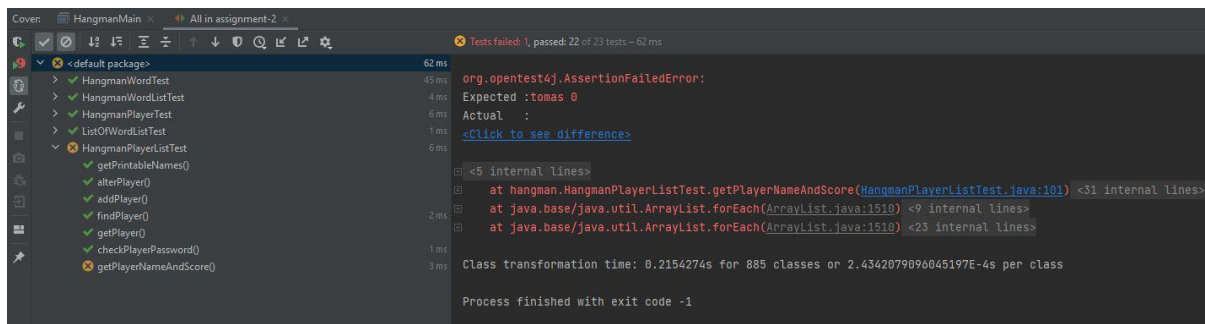 Cover: HangmanMain × All in assignment-2 ×
Tests failed: 1, passed: 22 of 23 tests – 62 ms
<default package> 62 ms
HangmanWordTest 45 ms
HangmanWordListTest 4 ms
HangmanPlayerTest 6 ms
ListOfWordListTest 1 ms
HangmanPlayerListTest 6 ms
getPrintableNames()
alterPlayer()
addPlayer()
findPlayer() 2 ms
getPlayer()
checkPlayerPassword() 1 ms
getPlayerNameAndScore() 3 ms
org.opentest4j.AssertionFailedError:
Expected :tomas 0
Actual   :
<Click to see difference>
<5 internal lines>
at hangman.HangmanPlayerListTest.getPlayerNameAndScore(HangmanPlayerListTest.java:101) <31 internal lines>
at java.base/java.util.ArrayList.forEach(ArrayList.java:1510) <9 internal lines>
at java.base/java.util.ArrayList.forEach(ArrayList.java:1510) <23 internal lines>
Class transformation time: 0.2154274s for 885 classes or 2.4342079096045197E-4s per class
Process finished with exit code -1